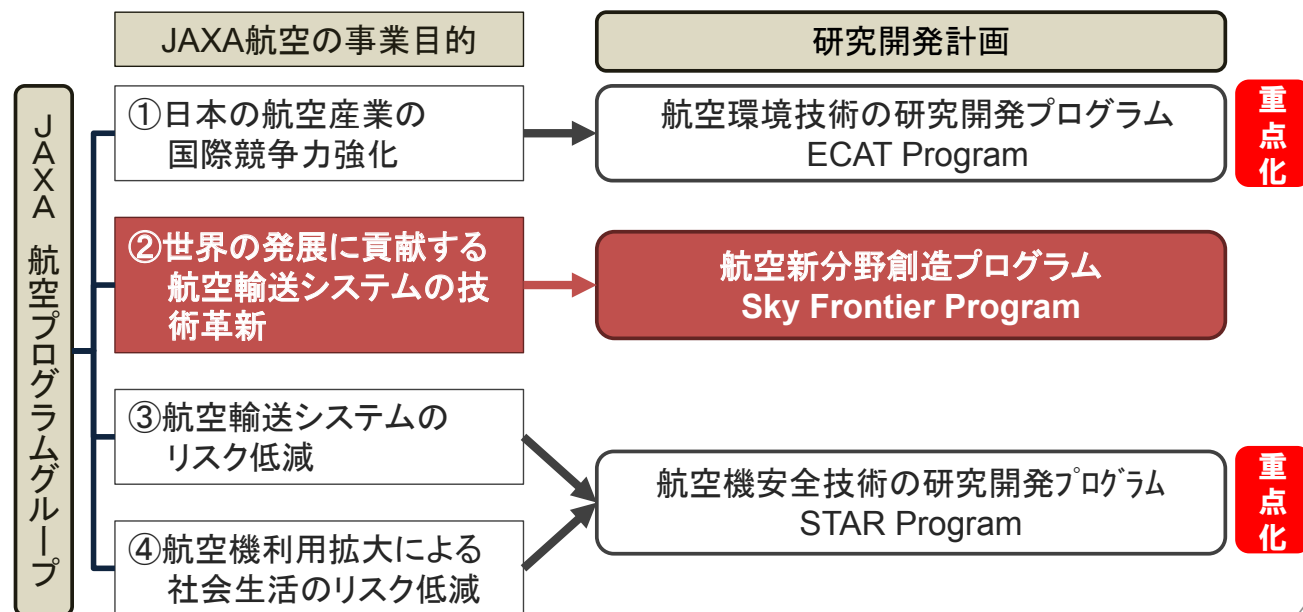 JAXA航空の事業目的
研究開発計画
JAXA 航空プログラムグループ
①日本の航空産業の
国際競争力強化
航空環境技術の研究開発プログラム
ECAT Program
重点化
②世界の発展に貢献する
航空輸送システムの技
術革新
航空新分野創造プログラム
Sky Frontier Program
③航空輸送システムの
リスク低減
④航空機利用拡大による
社会生活のリスク低減
航空機安全技術の研究開発ﾌﾟﾛｸﾞﾗﾑ
STAR Program
重点化